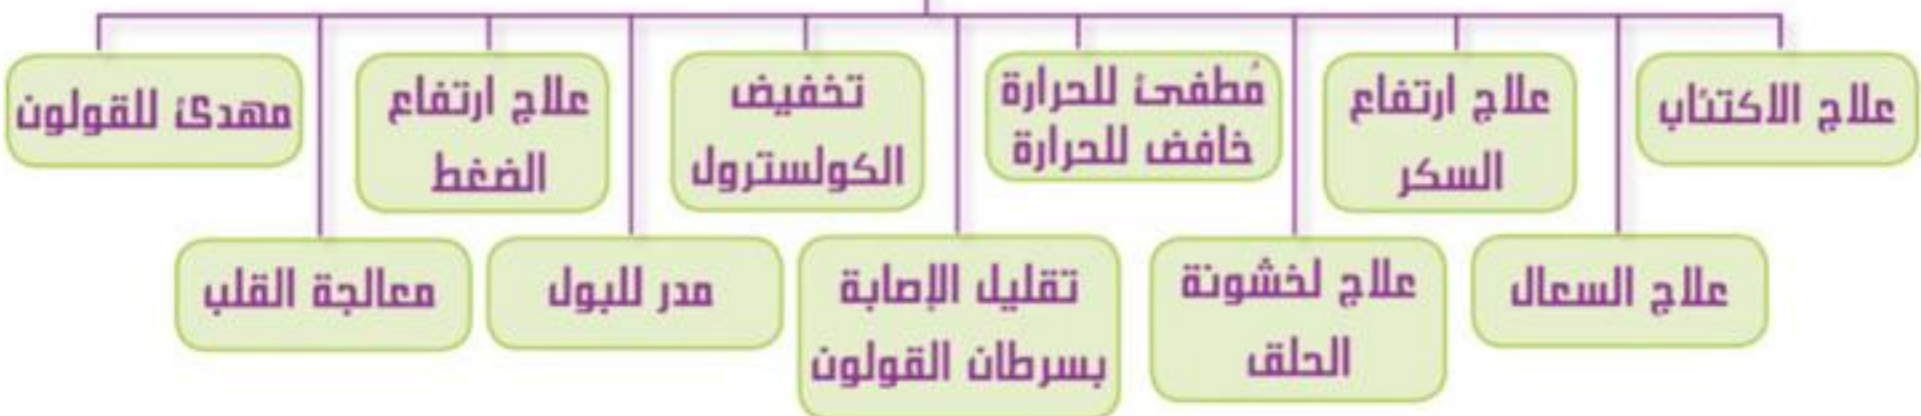 علاج الاكتئاب
علاج ارتفاع
السكر
مُطفئ للحرارة
خافض للحرارة
تخفيض
الكولسترول
علاج ارتفاع
الضغط
مهدئ للقولون
علاج السعال
علاج لخشونة
الحلق
تقليل الإصابة
بسرطان القولون
مدر للبول
معالجة القلب